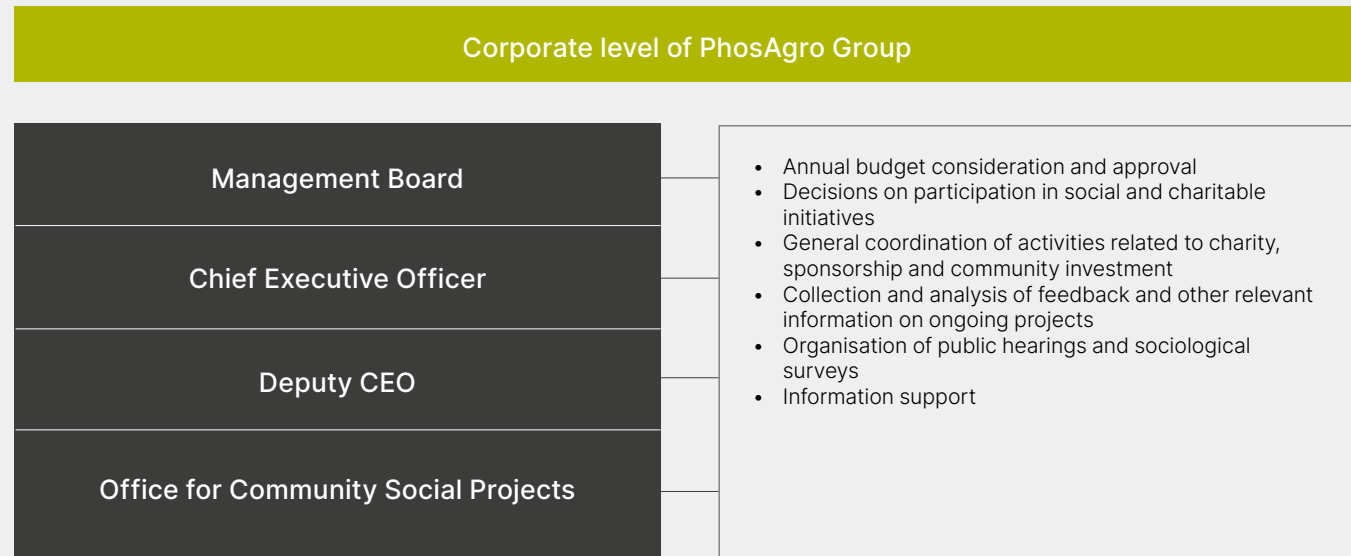 Corporate level of PhosAgro Group
Management Board
Chief Executive Officer
Deputy CEO
Office for Community Social Projects
• Annual budget consideration and approval
• Decisions on participation in social and charitable
initiatives
• General coordination of activities related to charity,
sponsorship and community investment
• Collection and analysis of feedback and other relevant
information on ongoing projects
• Organisation of public hearings and sociological
surveys
• Information support